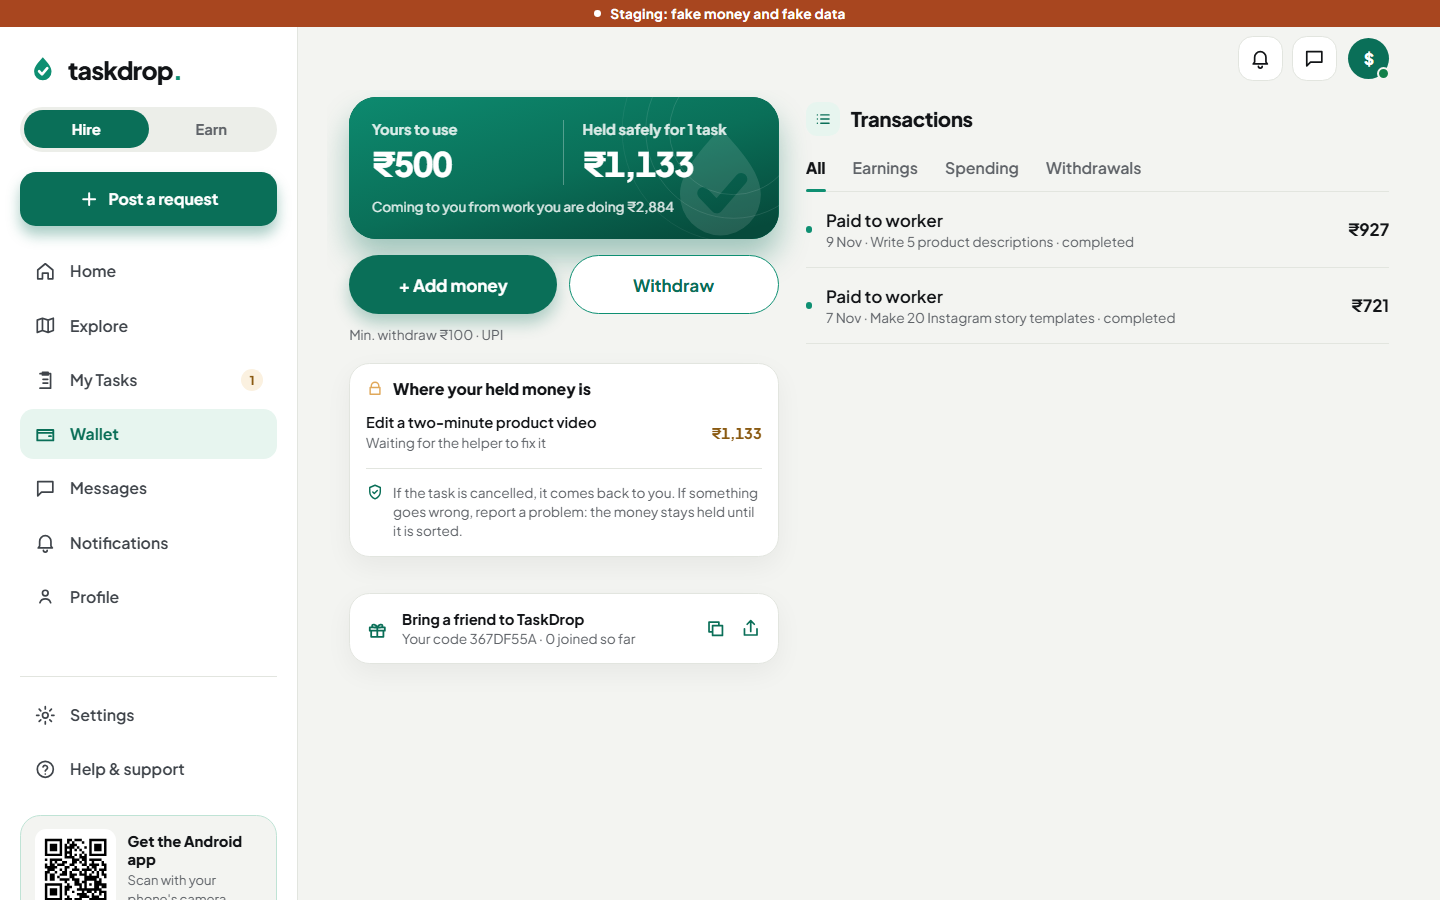 Staging: fake money and fake data
taskdrop.
Hire
Earn
+ Post a request
Home
Explore
My Tasks
1
Wallet
Messages
Notifications
Profile
Settings
Help & support
Get the Android
app
Scan with your
phone's camera
$
Yours to use
₹500
Held safely for 1 task
₹1,133
Coming to you from work you are doing ₹2,884
+ Add money
Withdraw
Min. withdraw ₹100 · UPI
Where your held money is
Edit a two-minute product video
Waiting for the helper to fix it
₹1,133
If the task is cancelled, it comes back to you. If something
goes wrong, report a problem: the money stays held until
it is sorted.
Bring a friend to TaskDrop
Your code 367DF55A · 0 joined so far
Transactions
All
Earnings
Spending
Withdrawals
Paid to worker
9 Nov · Write 5 product descriptions · completed
₹927
Paid to worker
7 Nov · Make 20 Instagram story templates · completed
₹721